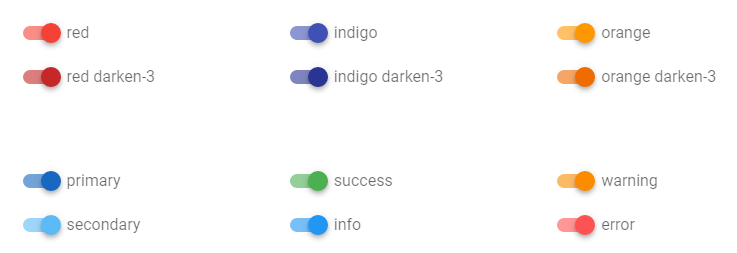 red
indigo
orange
red darken-3
indigo darken-3
orange darken-3
primary
success
warning
secondary
info
error